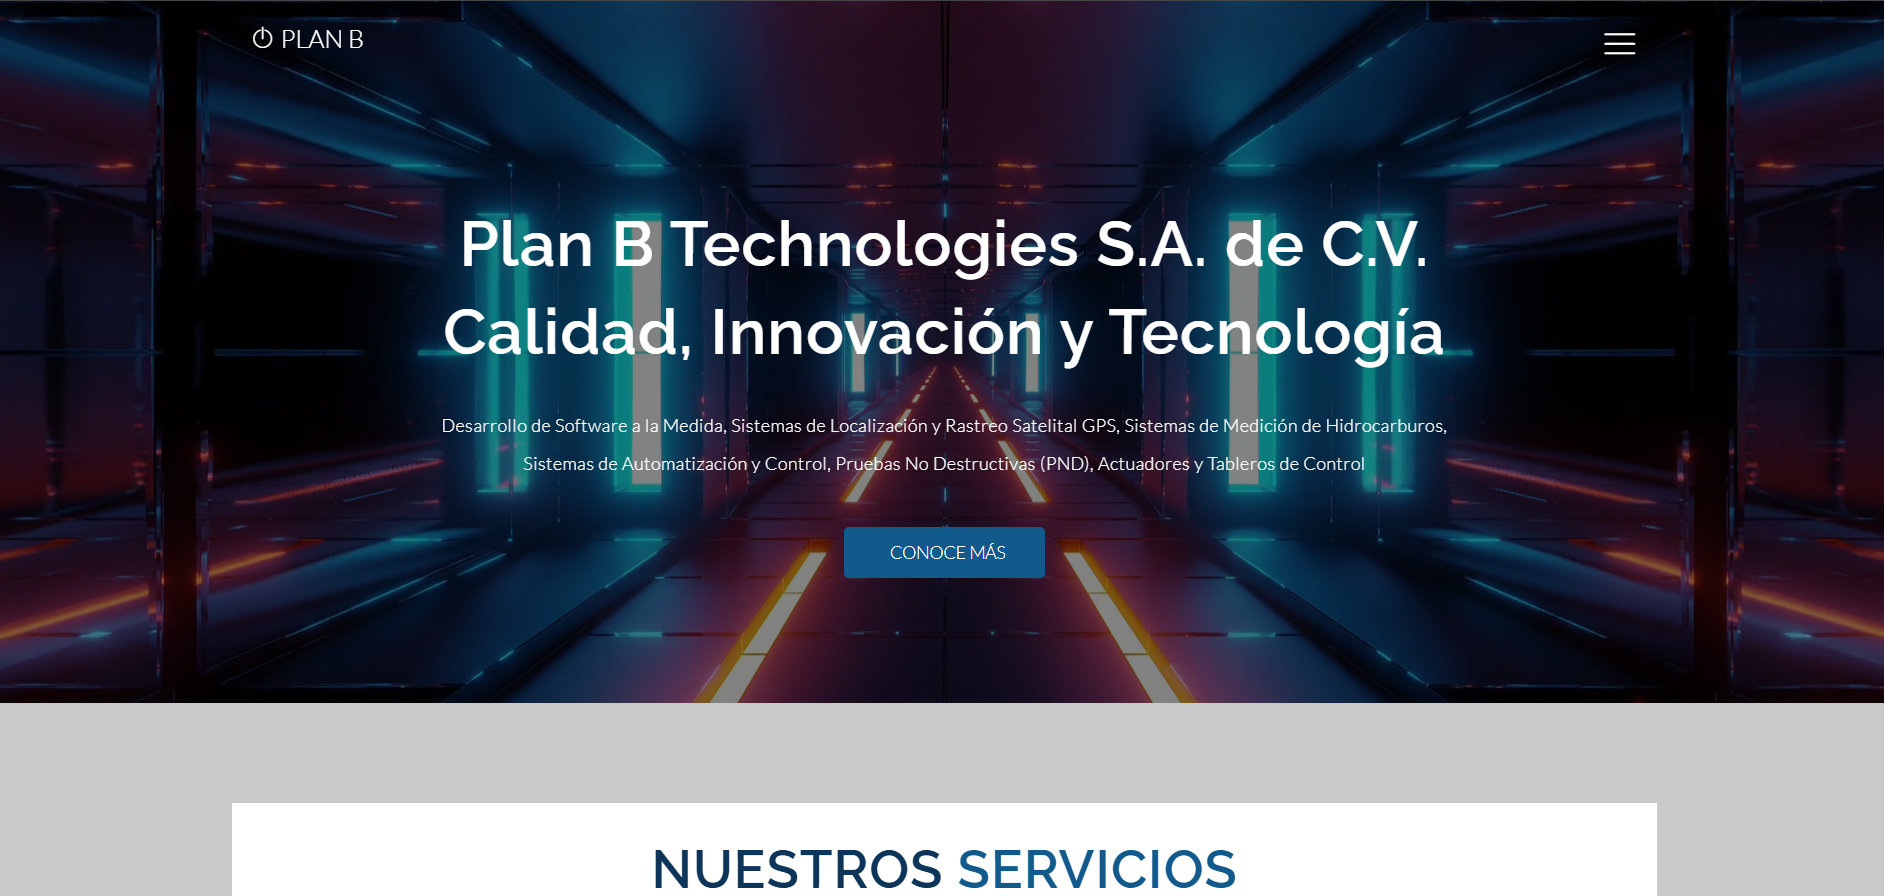 PLAN B
Plan B Technologies S.A. de C.V.
Calidad, Innovación y Tecnología
Desarrollo de Software a la Medida, Sistemas de Localización y Rastreo Satelital GPS, Sistemas de Medición de Hidrocarburos,
Sistemas de Automatización y Control, Pruebas No Destructivas (PND), Actuadores y Tableros de Control
CONOCE MÁS
NUESTROS SERVICIOS